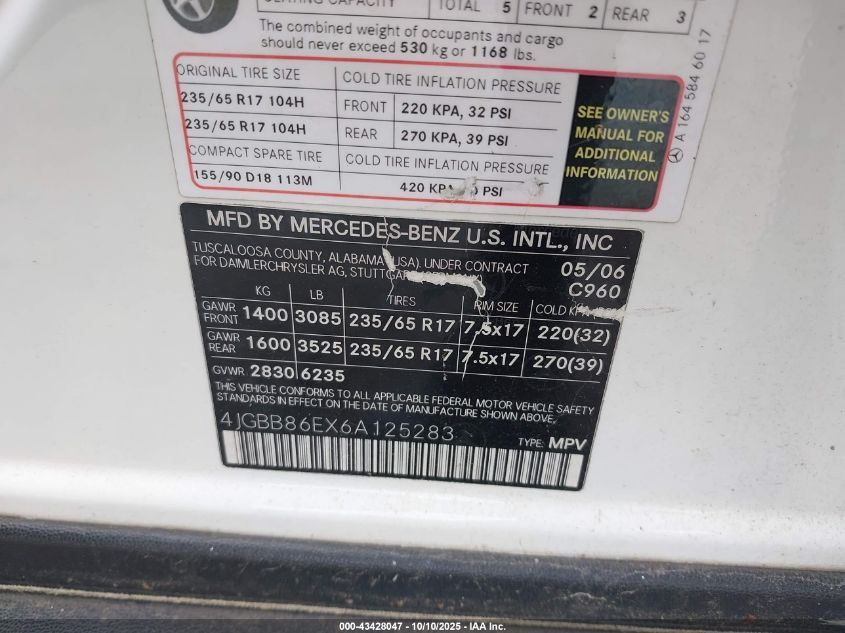 CAPACITY TOTAL 5 FRONT 2 REAR 3
The combined weight of occupants and cargo
should never exceed 530 kg or 1168 lbs.
ORIGINAL TIRE SIZE COLD TIRE INFLATION PRESSURE
235/65 R17 104H FRONT 220 KPA, 32 PSI
235/65 R17 104H REAR 270 KPA, 39 PSI
COMPACT SPARE TIRE COLD TIRE INFLATION PRESSURE
155/90 D18 113M 420 KPA PSI
SEE OWNER'S
MANUAL FOR
ADDITIONAL
INFORMATION
A 164 584 60 17
MFD BY MERCEDES-BENZ U.S. INTL., INC
TUSCALOOSA COUNTY, ALABAMA (USA). UNDER CONTRACT 05/06
FOR DAIMLERCHRYSLER AG, STUTTGART C960
KG LB TIRES RIM SIZE COLD
GAWR FRONT 1400 3085 235/65 R17 7.5x17 220(32)
GAWR REAR 1600 3525 235/65 R17 7.5x17 270(39)
GVWR 2830 6235
THIS VEHICLE CONFORMS TO ALL APPLICABLE FEDERAL MOTOR VEHICLE SAFETY
STANDARDS IN EFFECT ON THE DATE OF MANUFACTURE SHOWN ABOVE.
4JGBB86EX6A125283
TYPE: MPV
000-43428047 - 10/10/2025 - IAA Inc.